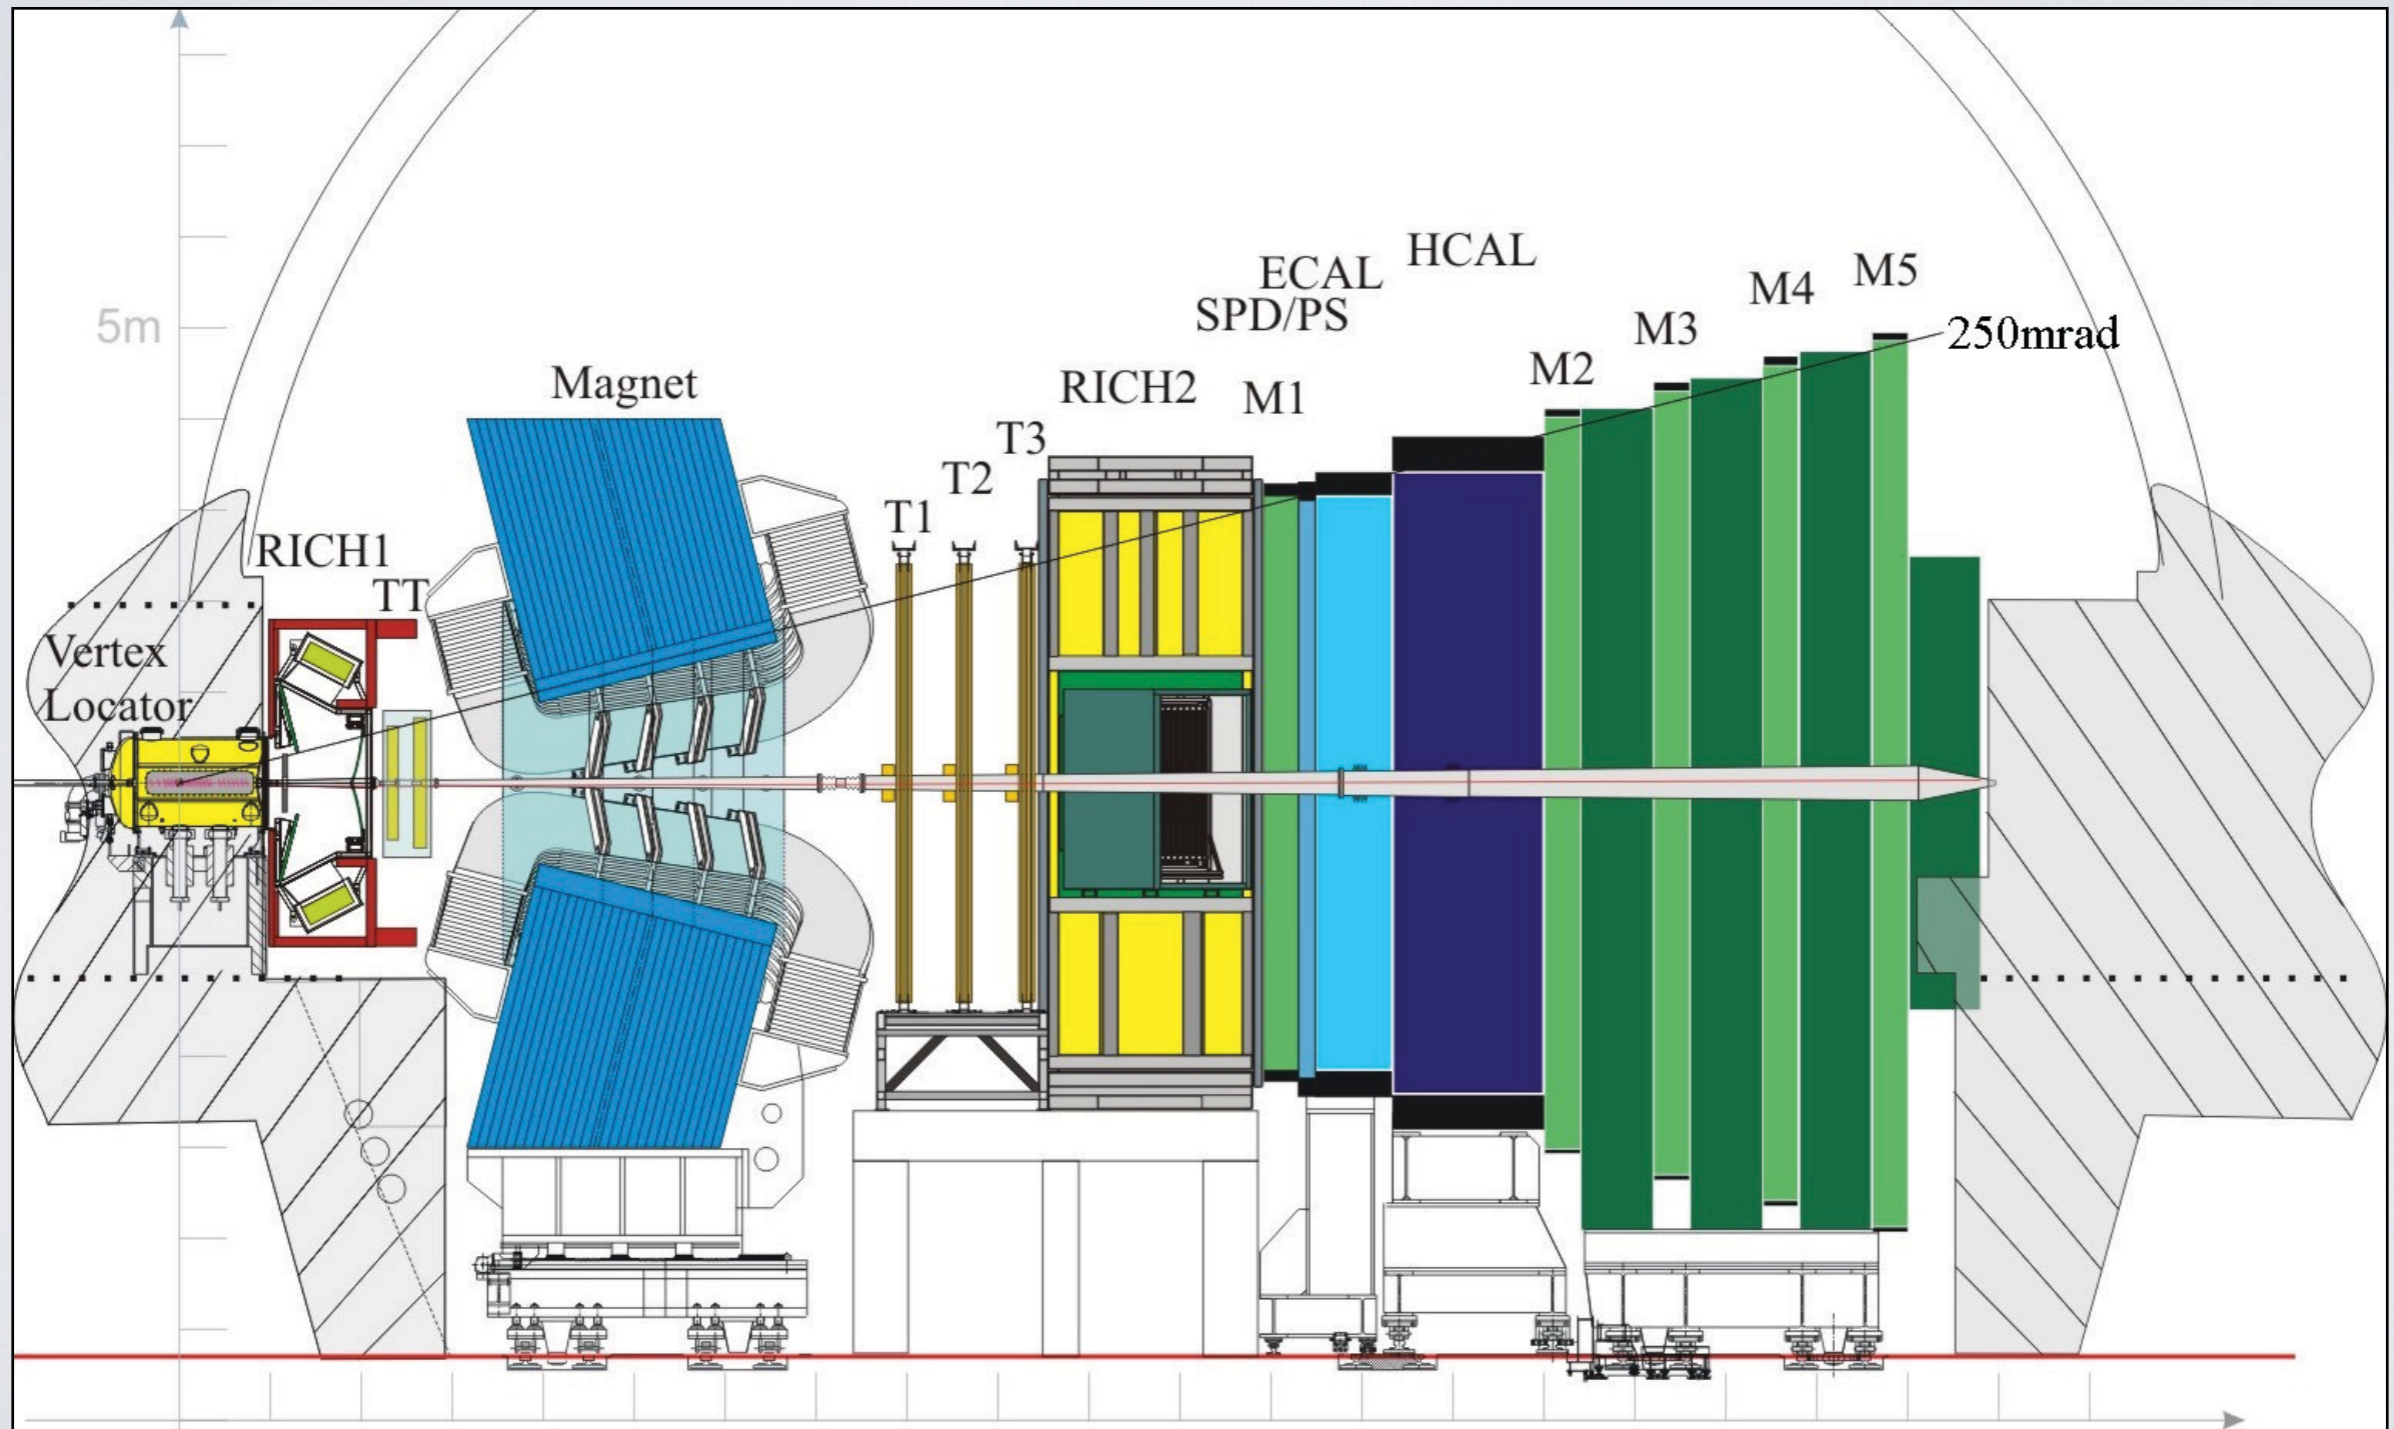 HCAL
ECAL
M5
M4
SPD/PS
5m
M3
250mrad
M2
Magnet
RICH2
M1
T3
T2
T1
RICH1
TT
Vertex
Locator